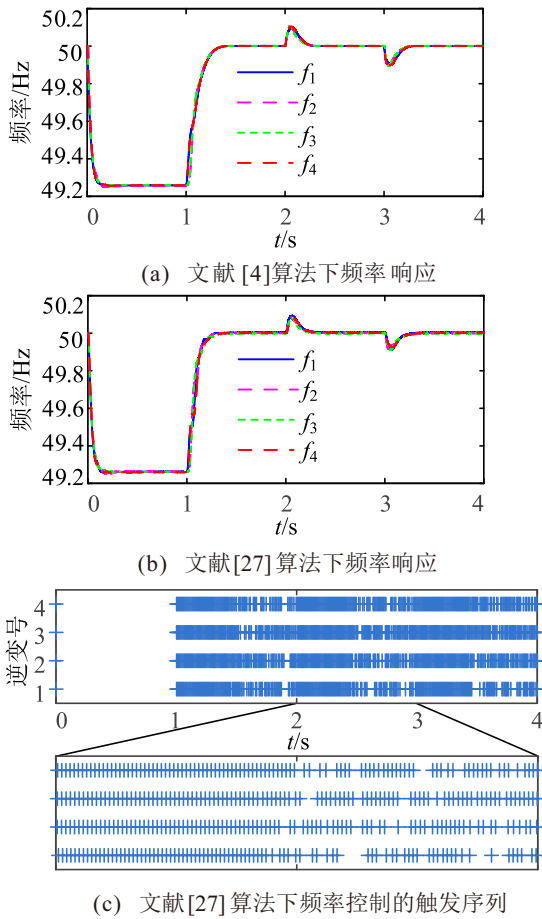 50.2
50
49.8
49.6
49.4
49.2
频率/Hz
f1
f2
f3
f4
0 1 2 3 4
t/s
(a) 文献 [4]算法下频率响应
50.2
50
49.8
49.6
49.4
49.2
频率/Hz
f1
f2
f3
f4
0 1 2 3 4
t/s
(b) 文献[27]算法下频率响应
逆变号
4
3
2
1
0 1 2 3 4
t/s
(c) 文献[27]算法下频率控制的触发序列